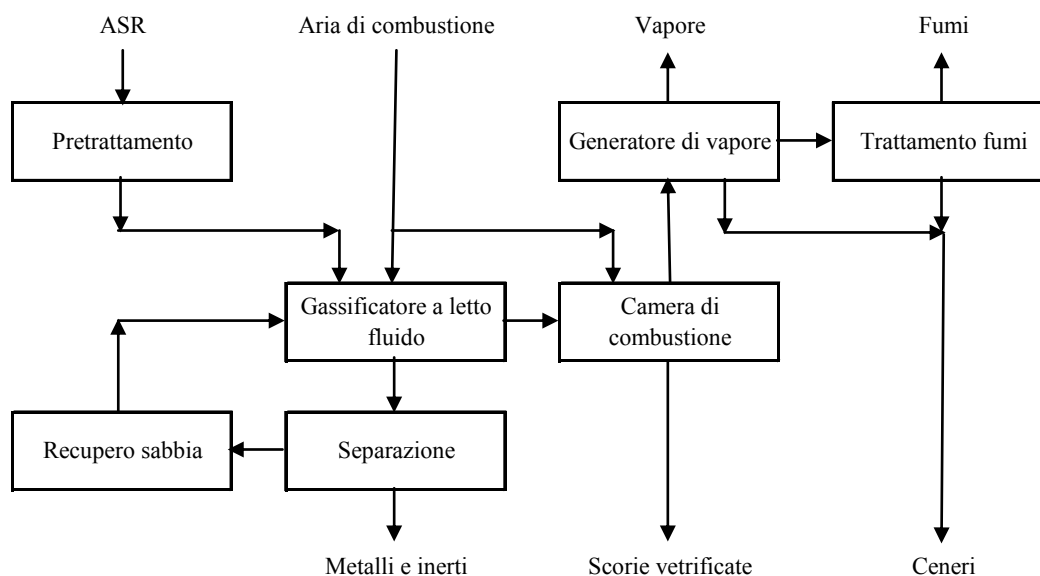 ASR
Aria di combustione
Vapore
Fumi
Pretrattamento
Generatore di vapore
Trattamento fumi
Gassificatore a letto
fluido
Camera di
combustione
Recupero sabbia
Separazione
Metalli e inerti
Scorie vetrificate
Ceneri